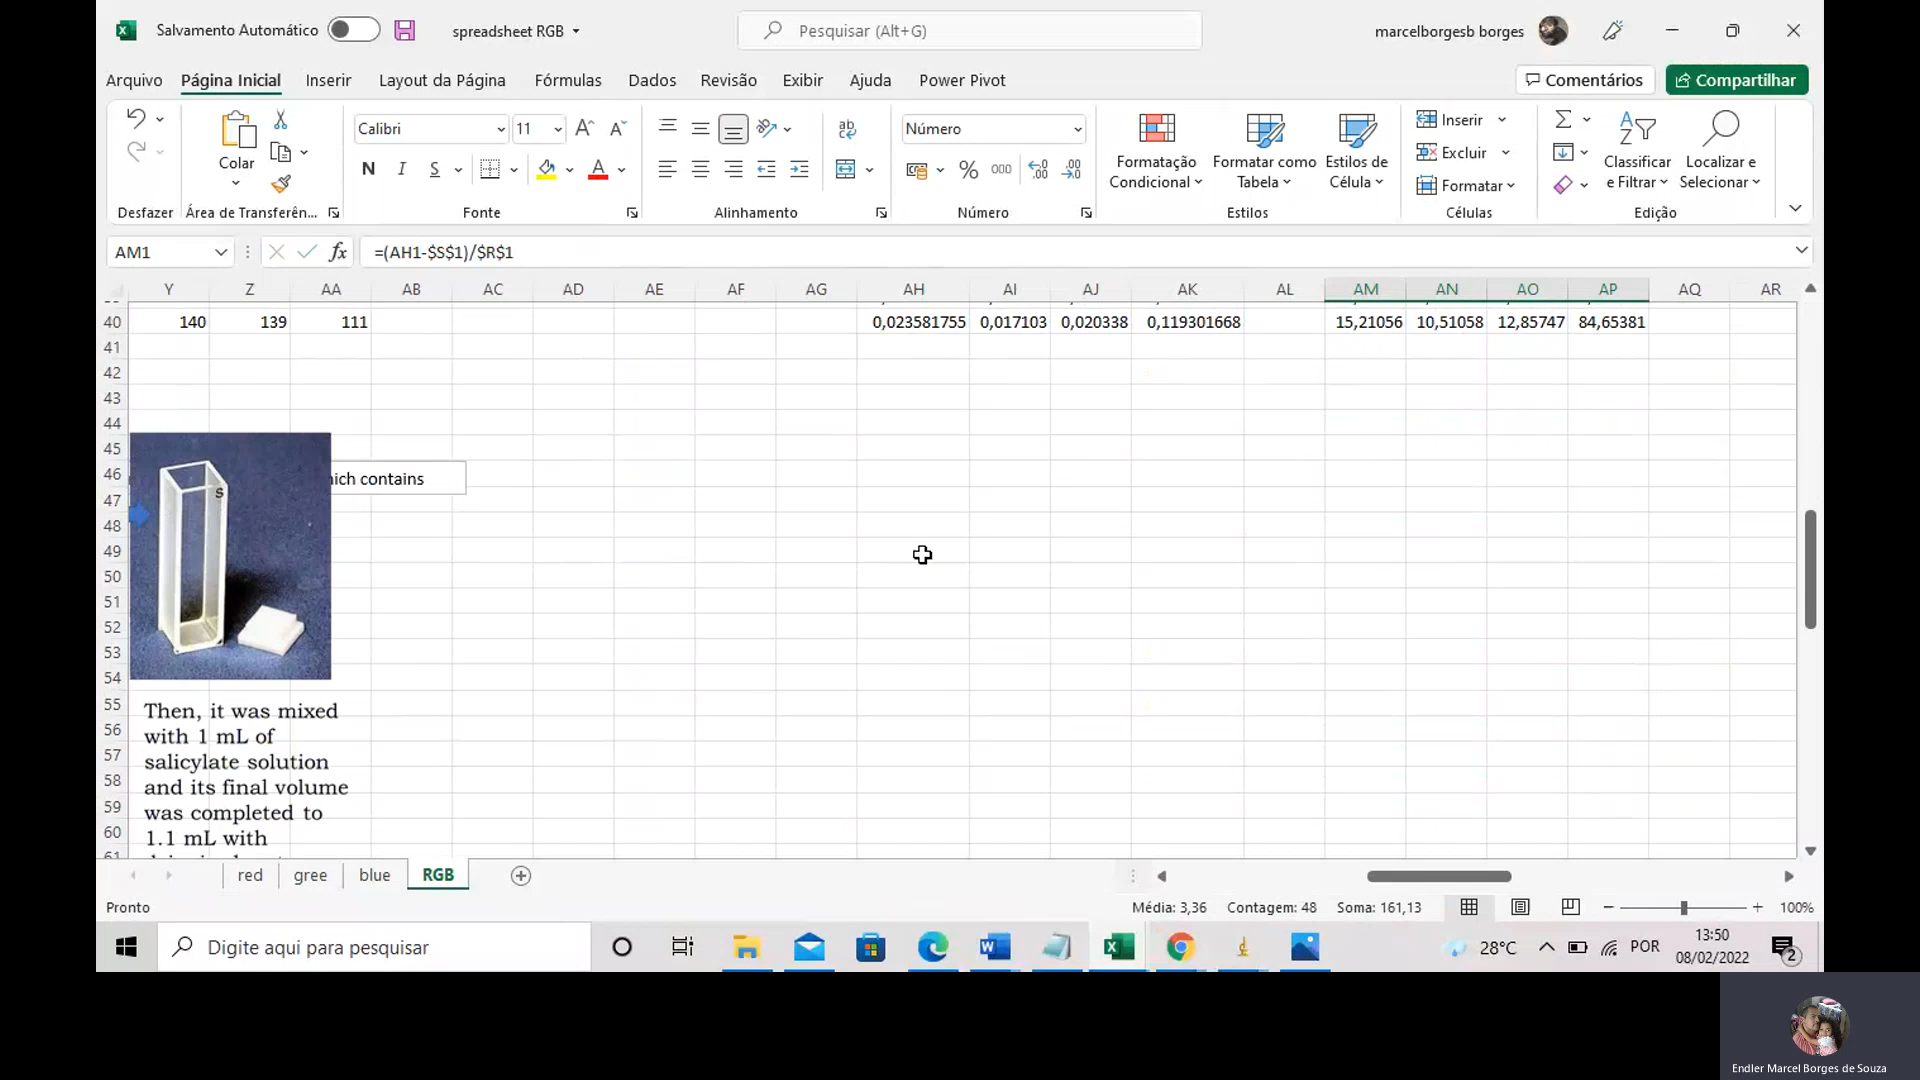 Salvamento Automático
spreadsheet RGB
Pesquisar (Alt+G)
marcelborgesb borges
Arquivo Página Inicial Inserir Layout da Página Fórmulas Dados Revisão Exibir Ajuda Power Pivot
Comentários
Compartilhar
Colar
Calibri 11
N I S
Número
% 000
Formatação Condicional
Formatar como Tabela
Estilos de Célula
Inserir
Excluir
Formatar
Classificar e Filtrar
Localizar e Selecionar
Desfazer Área de Transferên... Fonte Alinhamento Número Estilos Células Edição
AM1 fx =(AH1-$S$1)/$R$1
Y Z AA AB AC AD AE AF AG AH AI AJ AK AL AM AN AO AP AQ AR
40 140 139 111 0,023581755 0,017103 0,020338 0,119301668 15,21056 10,51058 12,85747 84,65381
41
42
43
44
45
46
ich contains
S
47
48
49
50
51
52
53
54
55
56
57
58
59
60
61
Then, it was mixed
with 1 mL of
salicylate solution
and its final volume
was completed to
1.1 mL with
red gree blue RGB
Pronto
Média: 3,36 Contagem: 48 Soma: 161,13
100%
Digite aqui para pesquisar
28°C
POR
13:50
08/02/2022
2
Endler Marcel Borges de Souza